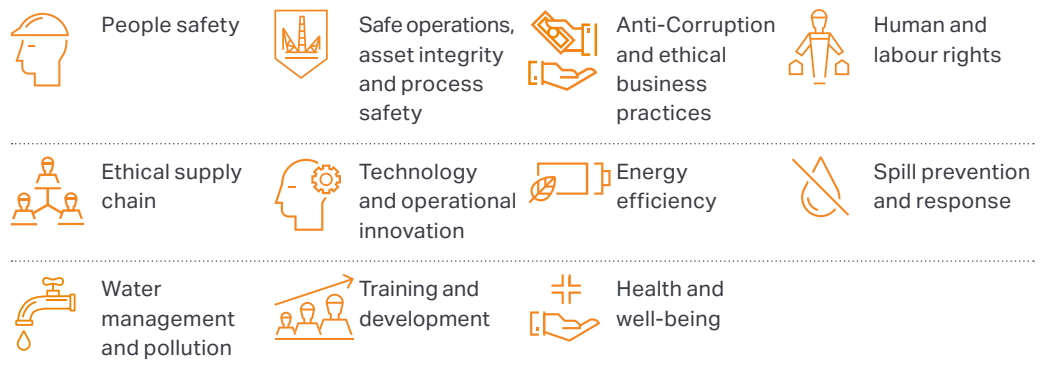 People safety
Safe operations,
asset integrity
and process
safety
Anti-Corruption
and ethical
business
practices
Human and
labour rights
Ethical supply
chain
Technology
and operational
innovation
Energy
efficiency
Spill prevention
and response
Water
management
and pollution
Training and
development
Health and
well-being